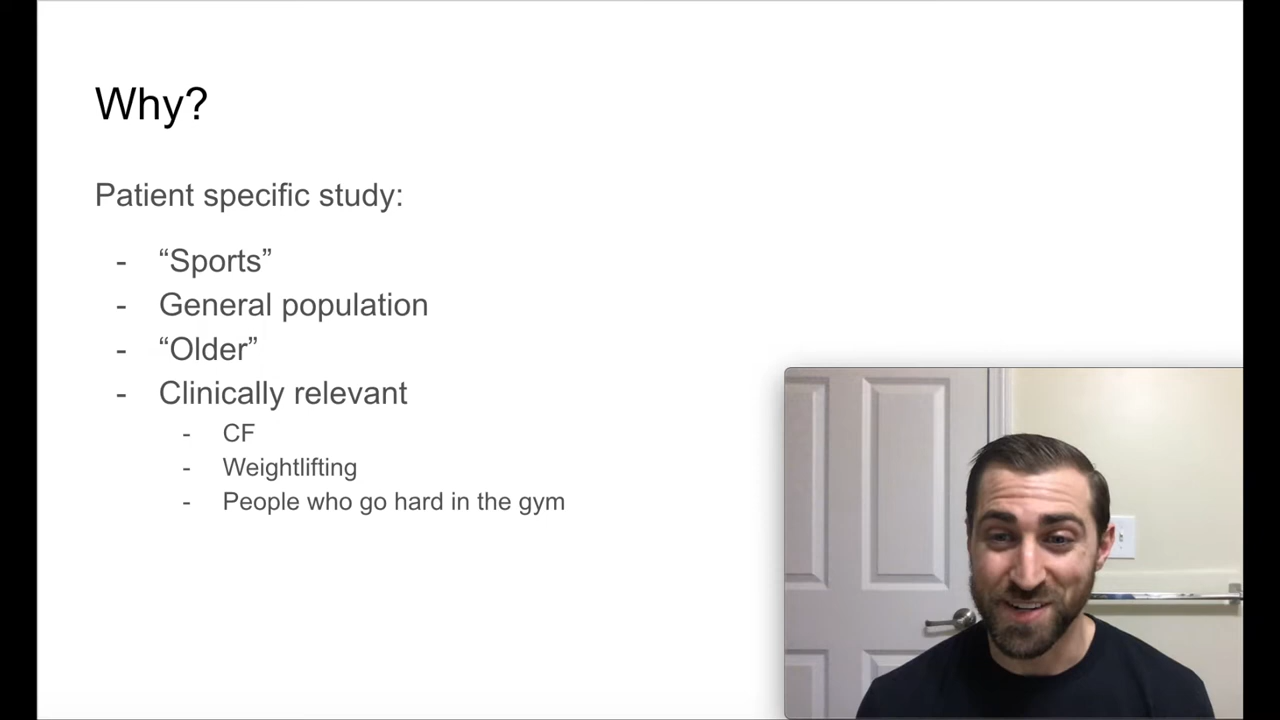 Why?
Patient specific study:
- “Sports”
- General population
- “Older”
- Clinically relevant
- CF
- Weightlifting
- People who go hard in the gym